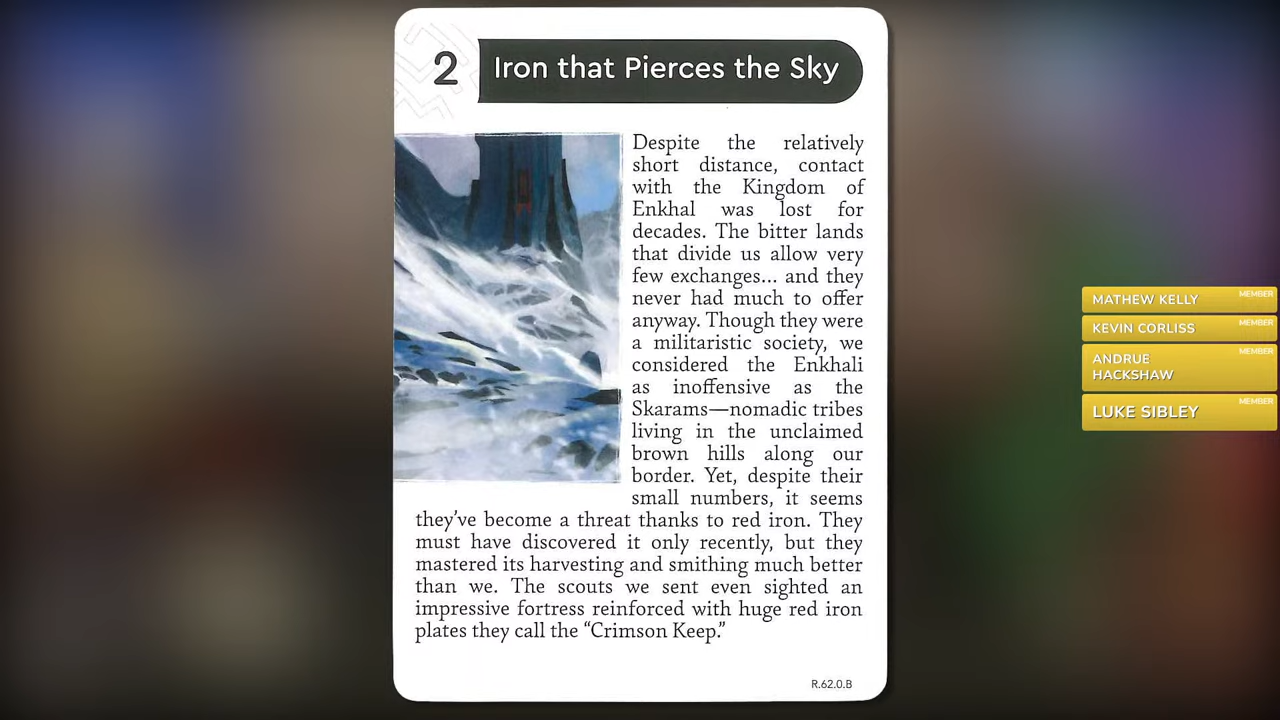 2
Iron that Pierces the Sky
Despite the relatively
short distance, contact
with the Kingdom of
Enkhal was lost for
decades. The bitter lands
that divide us allow very
few exchanges... and they
never had much to offer
anyway. Though they were
a militaristic society, we
considered the Enkhali
as inoffensive as the
Skarams—nomadic tribes
living in the unclaimed
brown hills along our
border. Yet, despite their
small numbers, it seems
they've become a threat thanks to red iron. They
must have discovered it only recently, but they
mastered its harvesting and smithing much better
than we. The scouts we sent even sighted an
impressive fortress reinforced with huge red iron
plates they call the “Crimson Keep.”
R.62.0.B
MATHEW KELLY
MEMBER
KEVIN CORLISS
MEMBER
ANDRUE
HACKSHAW
MEMBER
LUKE SIBLEY
MEMBER